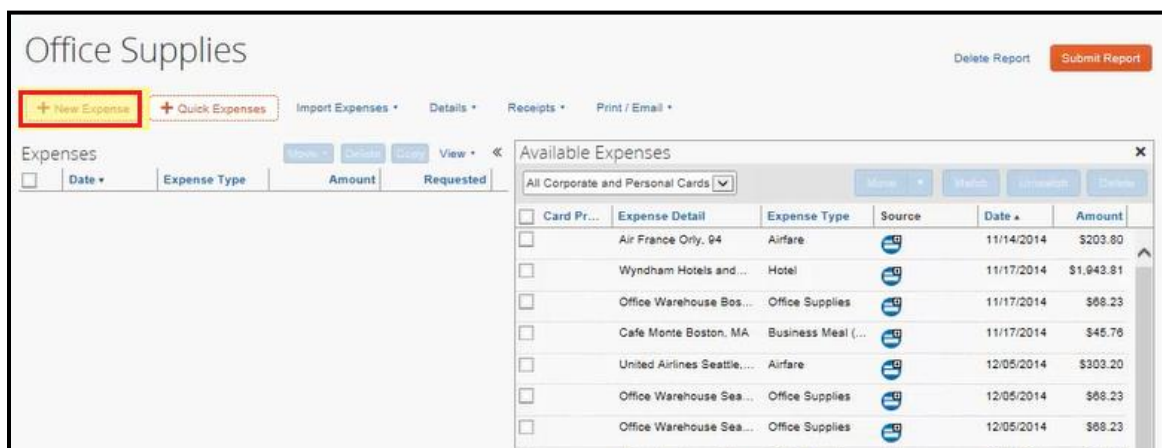 Office Supplies
Delete Report Submit Report
+ New Expense + Quick Expenses Import Expenses Details Receipts Print / Email
Expenses Move Delete Copy View «
Date Expense Type Amount Requested
Available Expenses ×
All Corporate and Personal Cards Move Match Unmatch Delete
Card Pr... Expense Detail Expense Type Source Date Amount
Air France Orly, 94 Airfare 11/14/2014 $203.80
Wyndham Hotels and... Hotel 11/17/2014 $1,943.81
Office Warehouse Bos... Office Supplies 11/17/2014 $68.23
Cafe Monte Boston, MA Business Meal (... 11/17/2014 $45.76
United Airlines Seattle,... Airfare 12/05/2014 $303.20
Office Warehouse Sea... Office Supplies 12/05/2014 $68.23
Office Warehouse Sea... Office Supplies 12/05/2014 $68.23